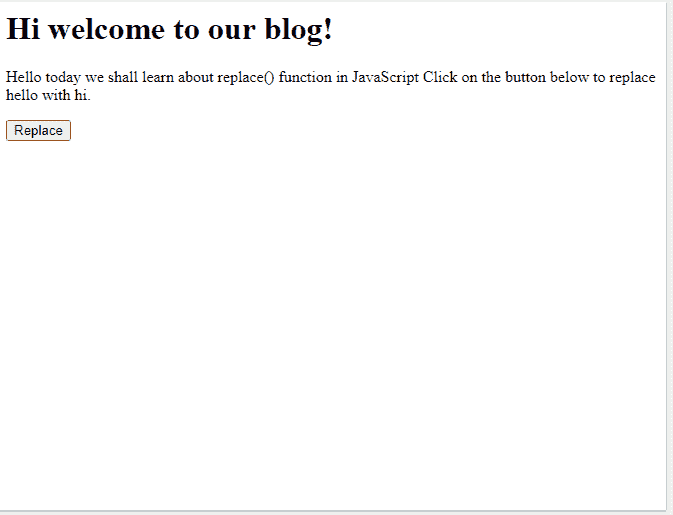 Hi welcome to our blog!
Hello today we shall learn about replace() function in JavaScript Click on the button below to replace
hello with hi.
Replace